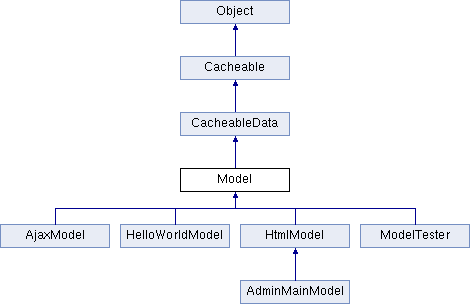 Object
Cacheable
CacheableData
Model
AjaxModel
HelloWorldModel
HtmlModel
ModelTester
AdminMainModel